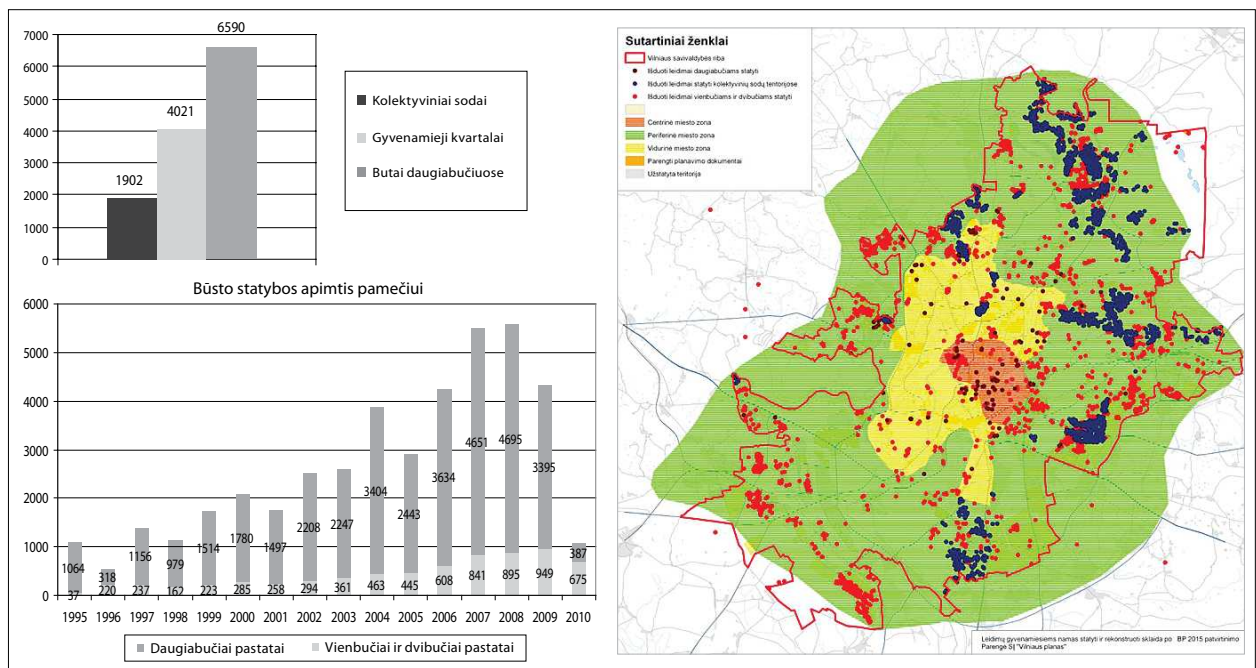 6590
7000
6000
5000
4021
4000
3000
1902
2000
1000
0
Kolektyviniai sodai
Gyvenamieji kvartalai
Butai daugiabučiuose
Būsto statybos apimtis pamečiui
6000
5000
4000
3000
2000
1000
0
1064 318 1156 979 1514 1780 1497 2208 2247 3404 2443 3634 4651 4695 3395 387
37 220 237 162 223 285 258 294 361 463 445 608 841 895 949 675
1995 1996 1997 1998 1999 2000 2001 2002 2003 2004 2005 2006 2007 2008 2009 2010
Daugiabučiai pastatai Vienbučiai ir dvibučiai pastatai
Sutartiniai ženklai
Vilniaus savivaldybės riba
Išduoti leidimai daugiabučiams statyti
Išduoti leidimai statyti kolektyvinių sodų teritorijose
Išduoti leidimai vienbučiams ir dvibučiams statyti
Centrinė miesto zona
Periferinė miesto zona
Vidurinė miesto zona
Parengti planavimo dokumentai
Užstatyta teritorija
Leidimų gyvenamiesiems namas statyti ir rekonstruoti sklaida po BP 2015 patvirtinimo
Parengė SĮ "Vilniaus planas"